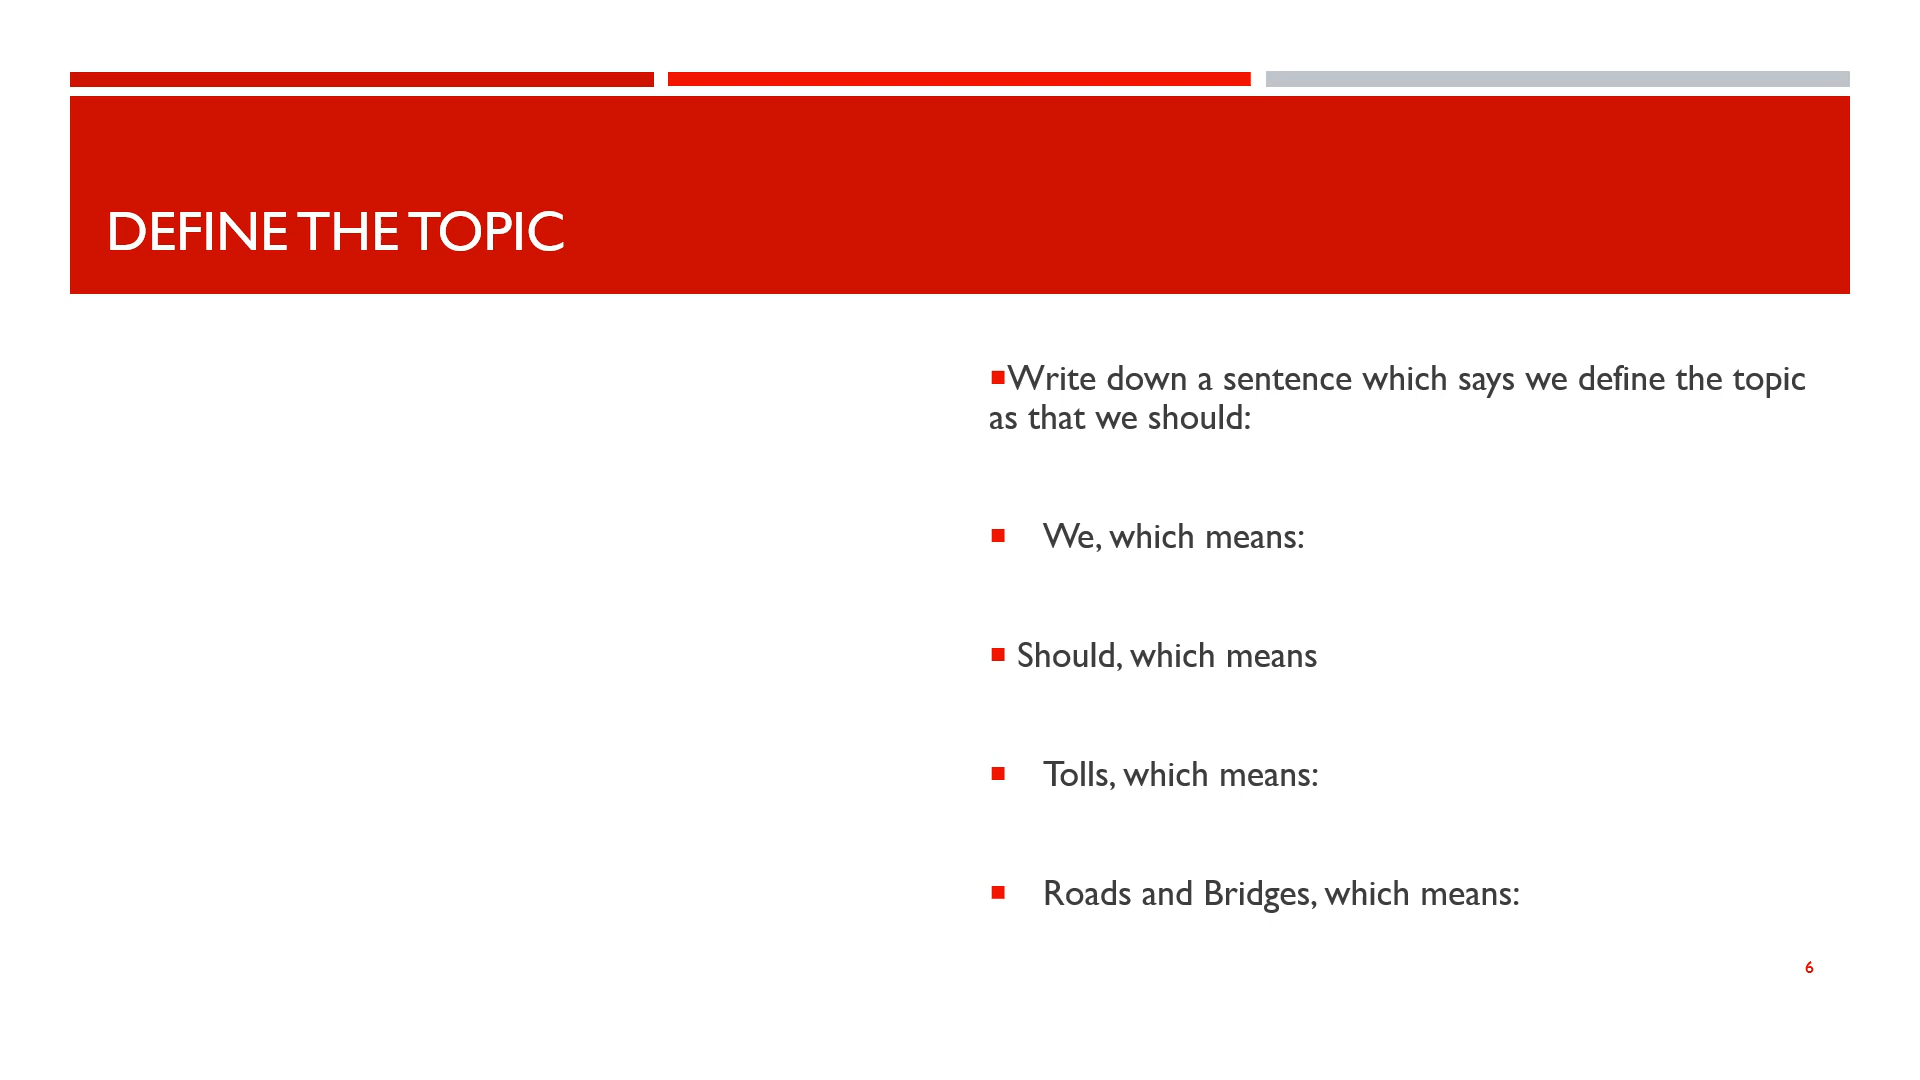 DEFINE THE TOPIC
▪Write down a sentence which says we define the topic
as that we should:
▪ We, which means:
▪ Should, which means
▪ Tolls, which means:
▪ Roads and Bridges, which means:
6